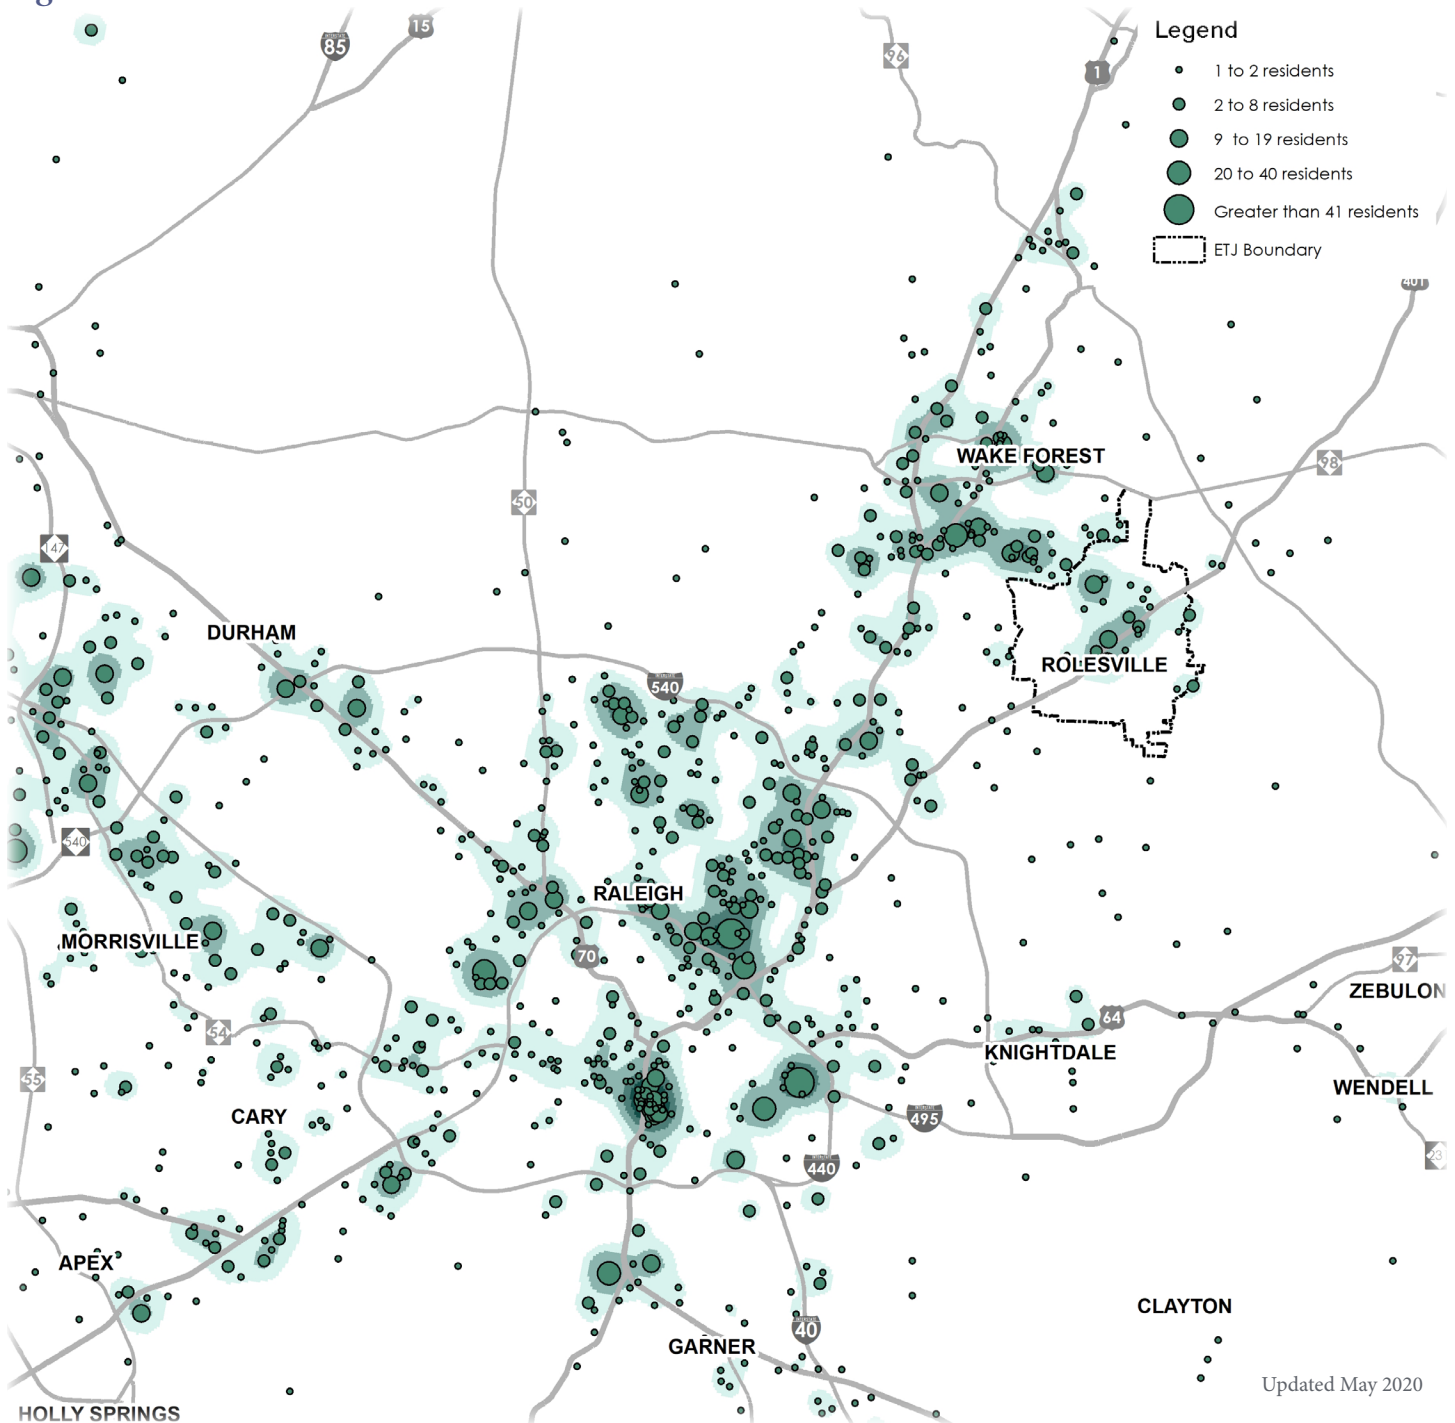 Legend
1 to 2 residents
2 to 8 residents
9 to 19 residents
20 to 40 residents
Greater than 41 residents
ETJ Boundary
15
85
96
1
401
WAKE FOREST
98
50
147
DURHAM
ROLESVILLE
540
540
RALEIGH
MORRISVILLE
70
97
ZEBULON
64
54
KNIGHTDALE
55
WENDELL
CARY
495
440
23
APEX
CLAYTON
40
GARNER
Updated May 2020
HOLLY SPRINGS